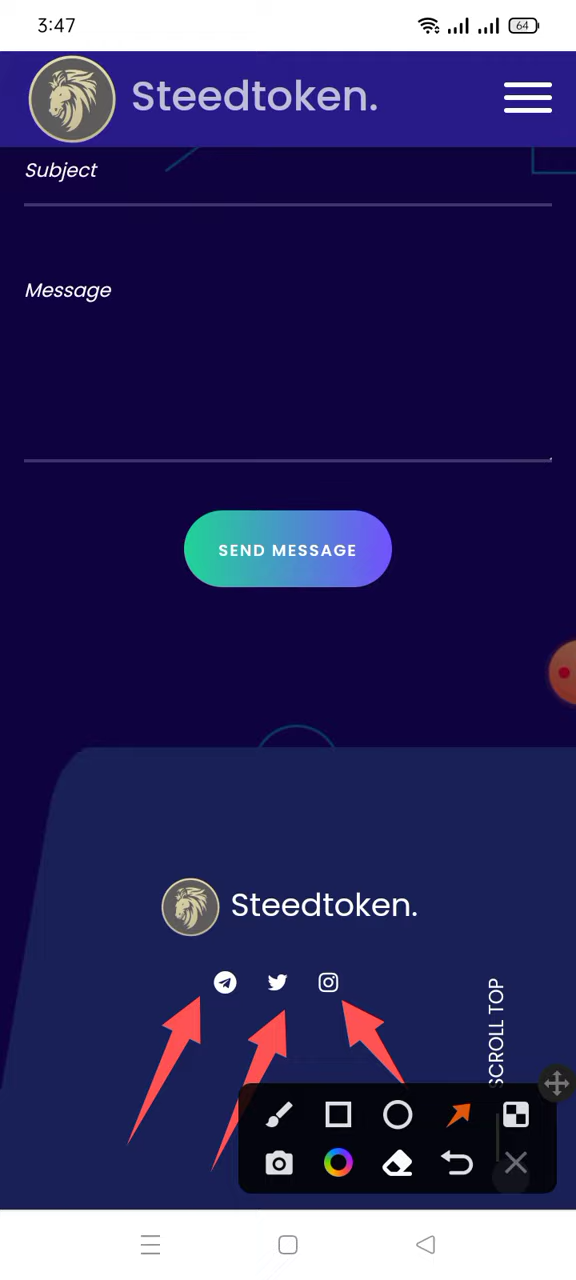 3:47
64
Steedtoken.
Subject
Message
SEND MESSAGE
Steedtoken.
SCROLL TOP